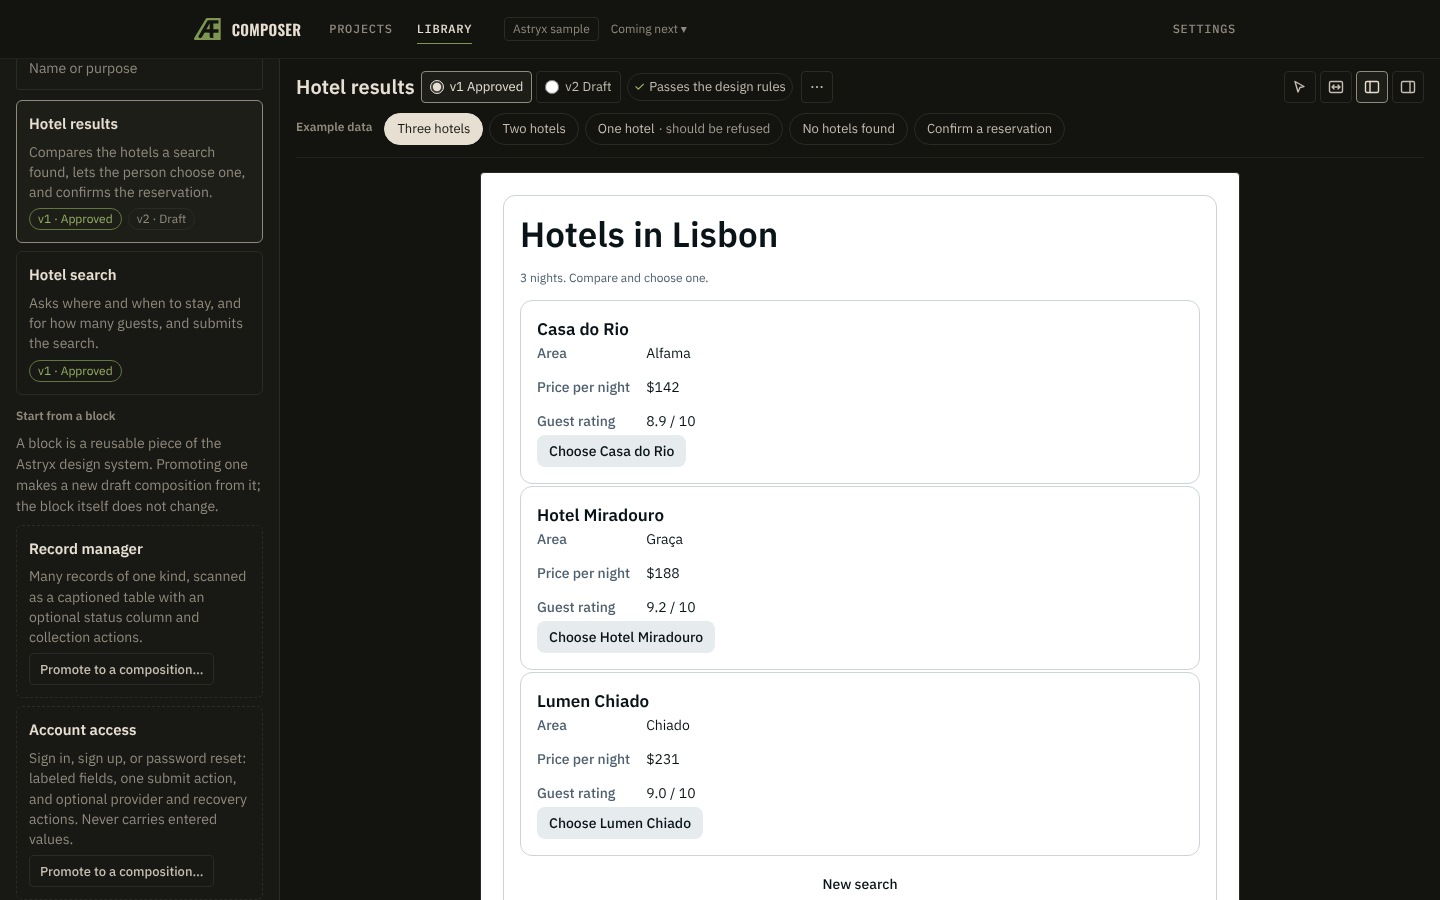 COMPOSER
PROJECTS
LIBRARY
Astryx sample
Coming next ▾
SETTINGS
Name or purpose
Hotel results
Compares the hotels a search
found, lets the person choose one,
and confirms the reservation.
v1 · Approved
v2 · Draft
Hotel search
Asks where and when to stay, and
for how many guests, and submits
the search.
v1 · Approved
Start from a block
A block is a reusable piece of the
Astryx design system. Promoting one
makes a new draft composition from it;
the block itself does not change.
Record manager
Many records of one kind, scanned
as a captioned table with an
optional status column and
collection actions.
Promote to a composition...
Account access
Sign in, sign up, or password reset:
labeled fields, one submit action,
and optional provider and recovery
actions. Never carries entered
values.
Promote to a composition...
Hotel results
v1 Approved
v2 Draft
✓ Passes the design rules
...
Example data
Three hotels
Two hotels
One hotel · should be refused
No hotels found
Confirm a reservation
Hotels in Lisbon
3 nights. Compare and choose one.
Casa do Rio
Area Alfama
Price per night $142
Guest rating 8.9 / 10
Choose Casa do Rio
Hotel Miradouro
Area Graça
Price per night $188
Guest rating 9.2 / 10
Choose Hotel Miradouro
Lumen Chiado
Area Chiado
Price per night $231
Guest rating 9.0 / 10
Choose Lumen Chiado
New search